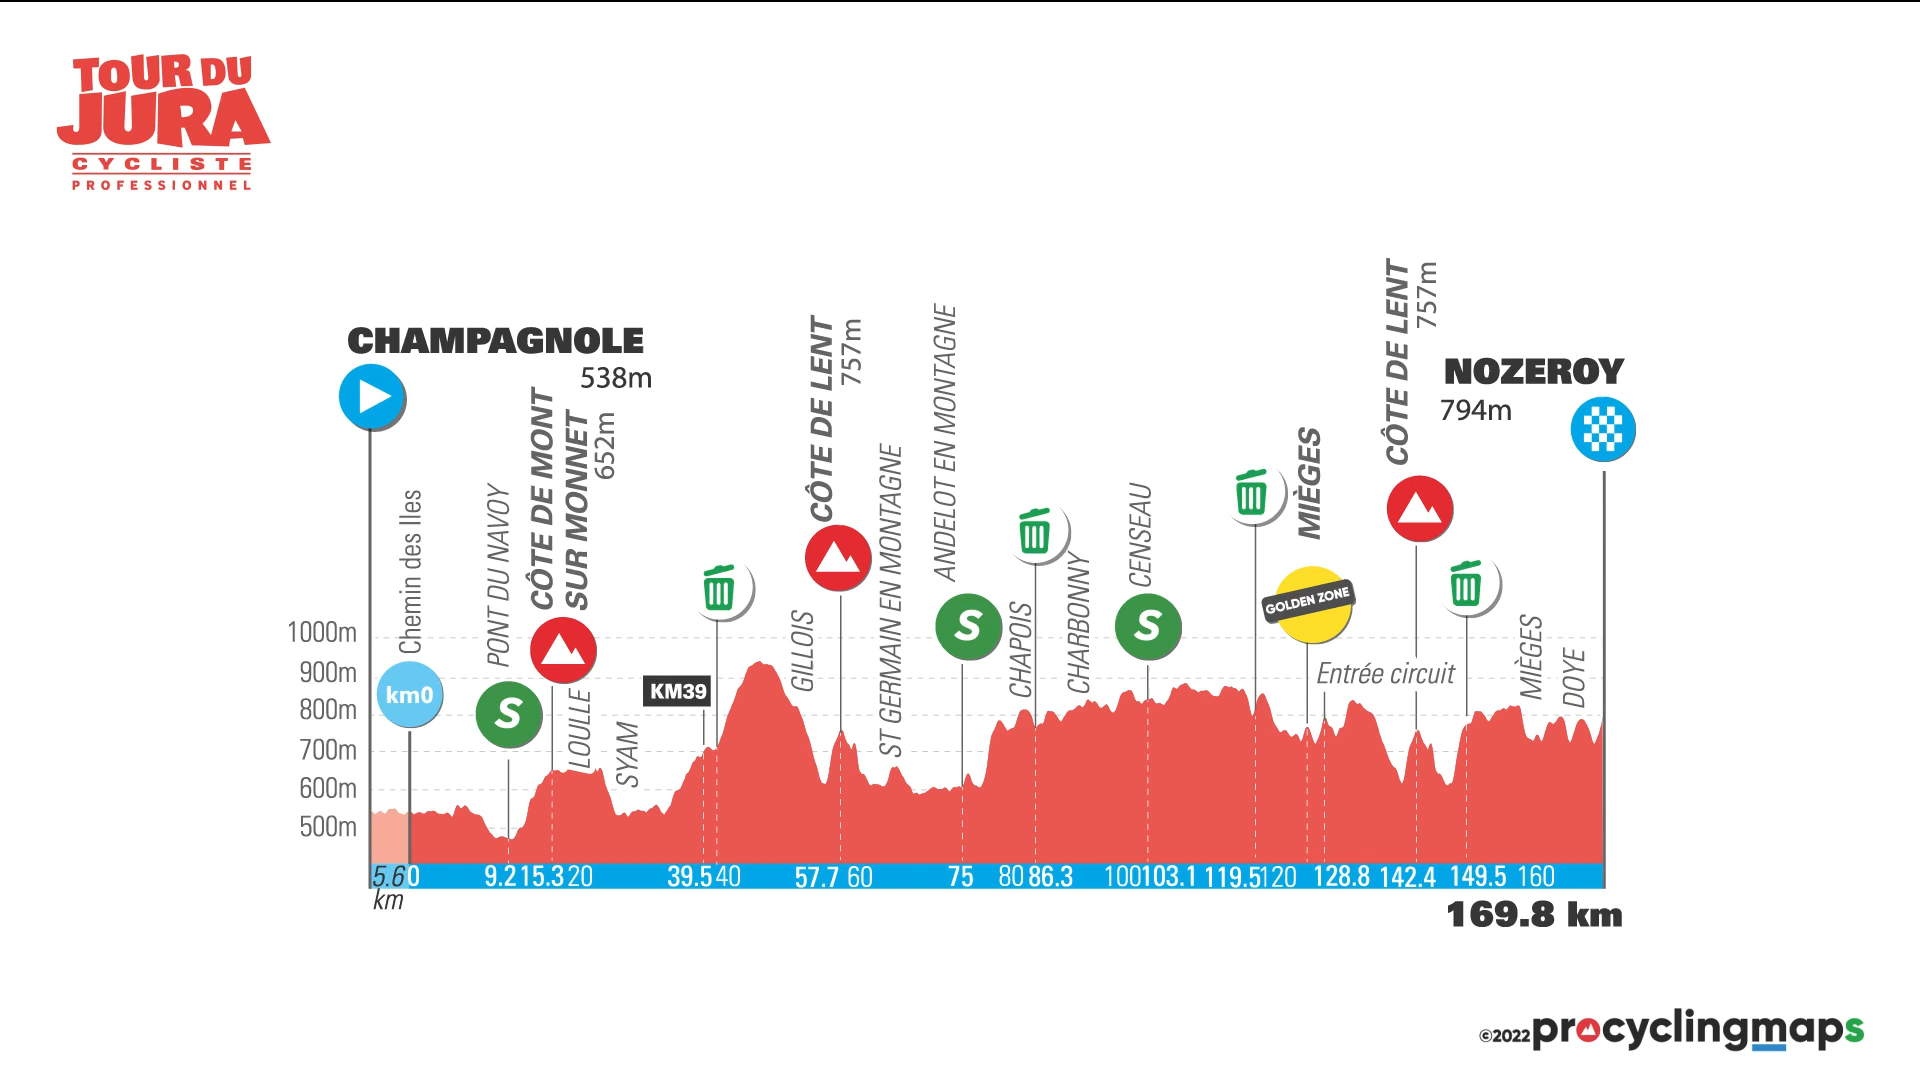 TOUR DU
JURA
CYCLISTE
PROFESSIONNEL
CHAMPAGNOLE
538m
Chemin des Iles
km0
PONT DU NAVOY
S
CÔTE DE MONT
SUR MONNET
652m
LOULLE
SYAM
KM39
GILLOIS
CÔTE DE LENT
757m
ST GERMAIN EN MONTAGNE
ANDELOT EN MONTAGNE
S
CHAPOIS
CHARBONNY
CENSEAU
S
MIÈGES
GOLDEN ZONE
Entrée circuit
CÔTE DE LENT
757m
NOZEROY
794m
MIÈGES
DOYE
1000m
900m
800m
700m
600m
500m
5.6 0 9.2 15.3 20 39.5 40 57.7 60 75 80 86.3 100 103.1 119.5 120 128.8 142.4 149.5 160
km
169.8 km
©2022 procyclingmaps